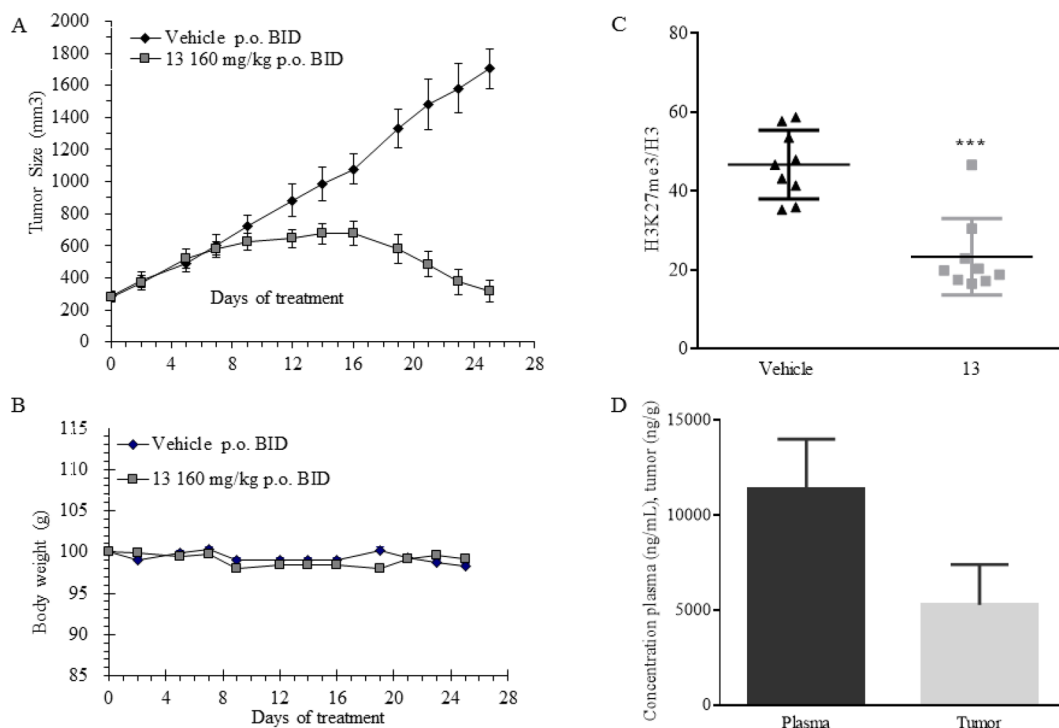 A
Tumor Size (mm3)
2000
1800
1600
1400
1200
1000
800
600
400
200
0
Vehicle p.o. BID
13 160 mg/kg p.o. BID
Days of treatment
0 4 8 12 16 20 24 28
B
Body weight (g)
115
110
105
100
95
90
85
Vehicle p.o. BID
13 160 mg/kg p.o. BID
0 4 8 12 16 20 24 28
Days of treatment
C
H3K27me3/H3
80
60
40
20
0
***
Vehicle 13
D
Concentration plasma (ng/mL), tumor (ng/g)
15000
10000
5000
0
Plasma Tumor